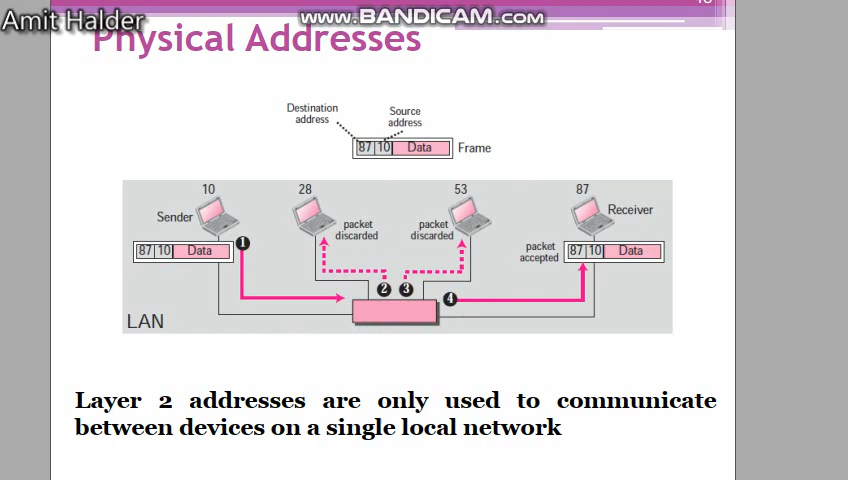 Amit Halder
WWW.BANDICAM.COM
Physical Addresses
Destination
address
Source
address
87 10 Data
Frame
10
28
53
87
Sender
packet
discarded
packet
discarded
Receiver
87 10 Data
1
packet
accepted
87 10 Data
2
3
4
LAN
Layer 2 addresses are only used to communicate
between devices on a single local network